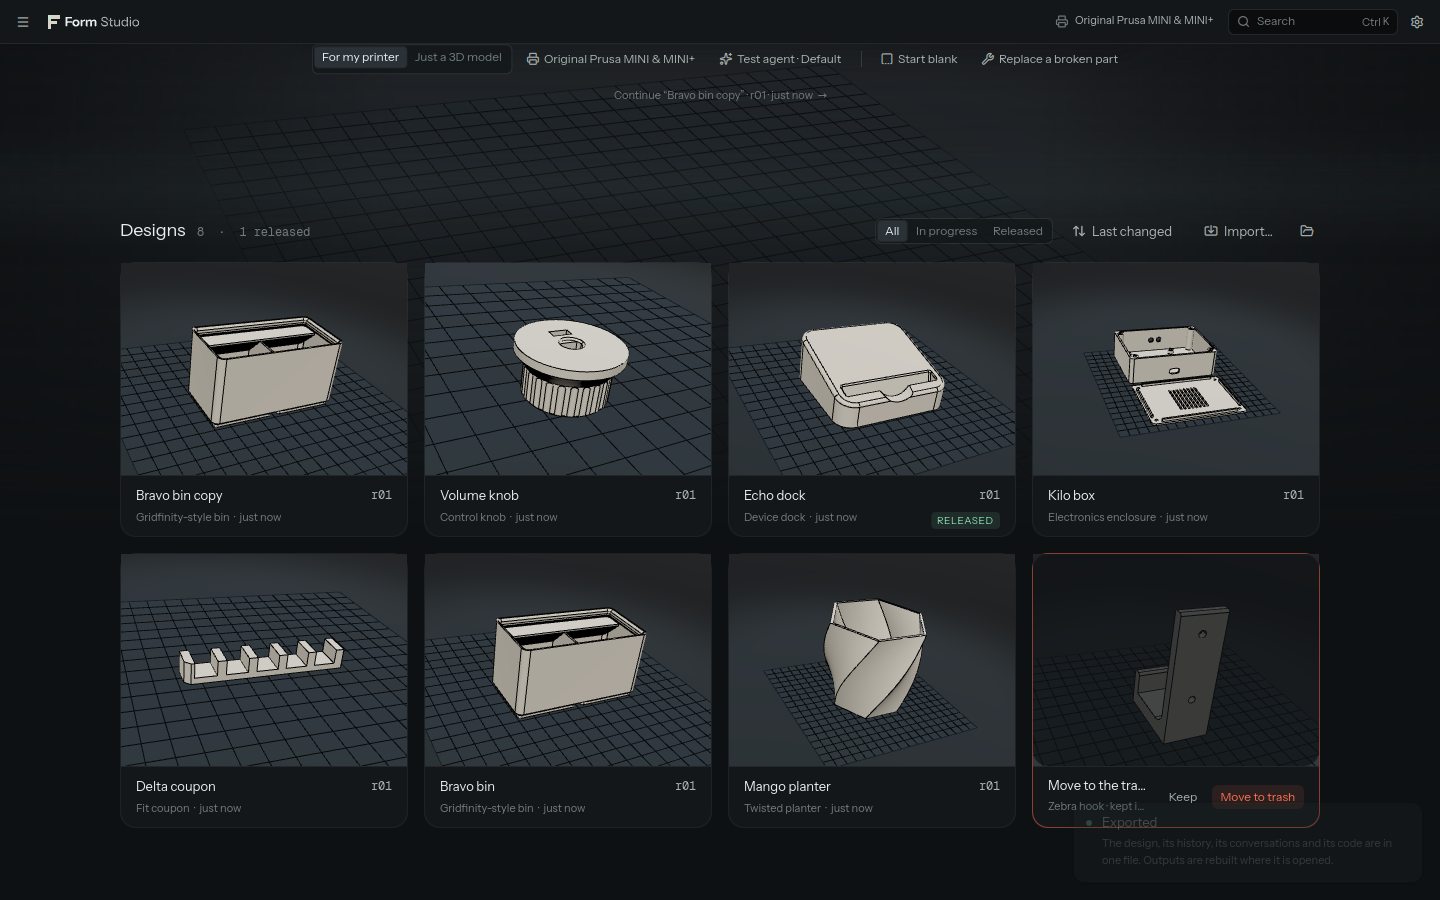 Form Studio
Original Prusa MINI & MINI+
Search
Ctrl K
For my printer
Just a 3D model
Original Prusa MINI & MINI+
Test agent · Default
Start blank
Replace a broken part
Continue "Bravo bin copy" · r01 · just now →
Designs 8 · 1 released
All
In progress
Released
Last changed
Import...
Bravo bin copy r01
Gridfinity-style bin · just now
Volume knob r01
Control knob · just now
Echo dock r01
Device dock · just now
RELEASED
Kilo box r01
Electronics enclosure · just now
Delta coupon r01
Fit coupon · just now
Bravo bin r01
Gridfinity-style bin · just now
Mango planter r01
Twisted planter · just now
Move to the tra...
Zebra hook · kept i...
Keep
Move to trash
Exported
The design, its history, its conversations and its code are in
one file. Outputs are rebuilt where it is opened.